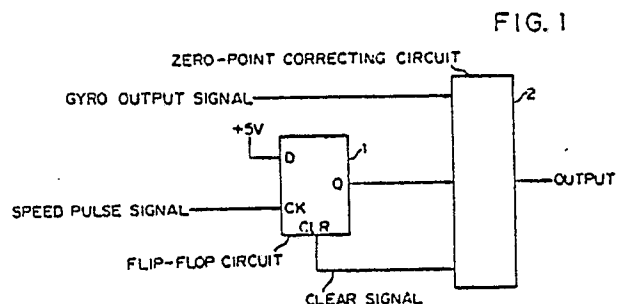 FIG. 1
ZERO-POINT CORRECTING CIRCUIT
2
GYRO OUTPUT SIGNAL
+5V
1
D
Q
OUTPUT
SPEED PULSE SIGNAL
CK
CLR
FLIP-FLOP CIRCUIT
CLEAR SIGNAL